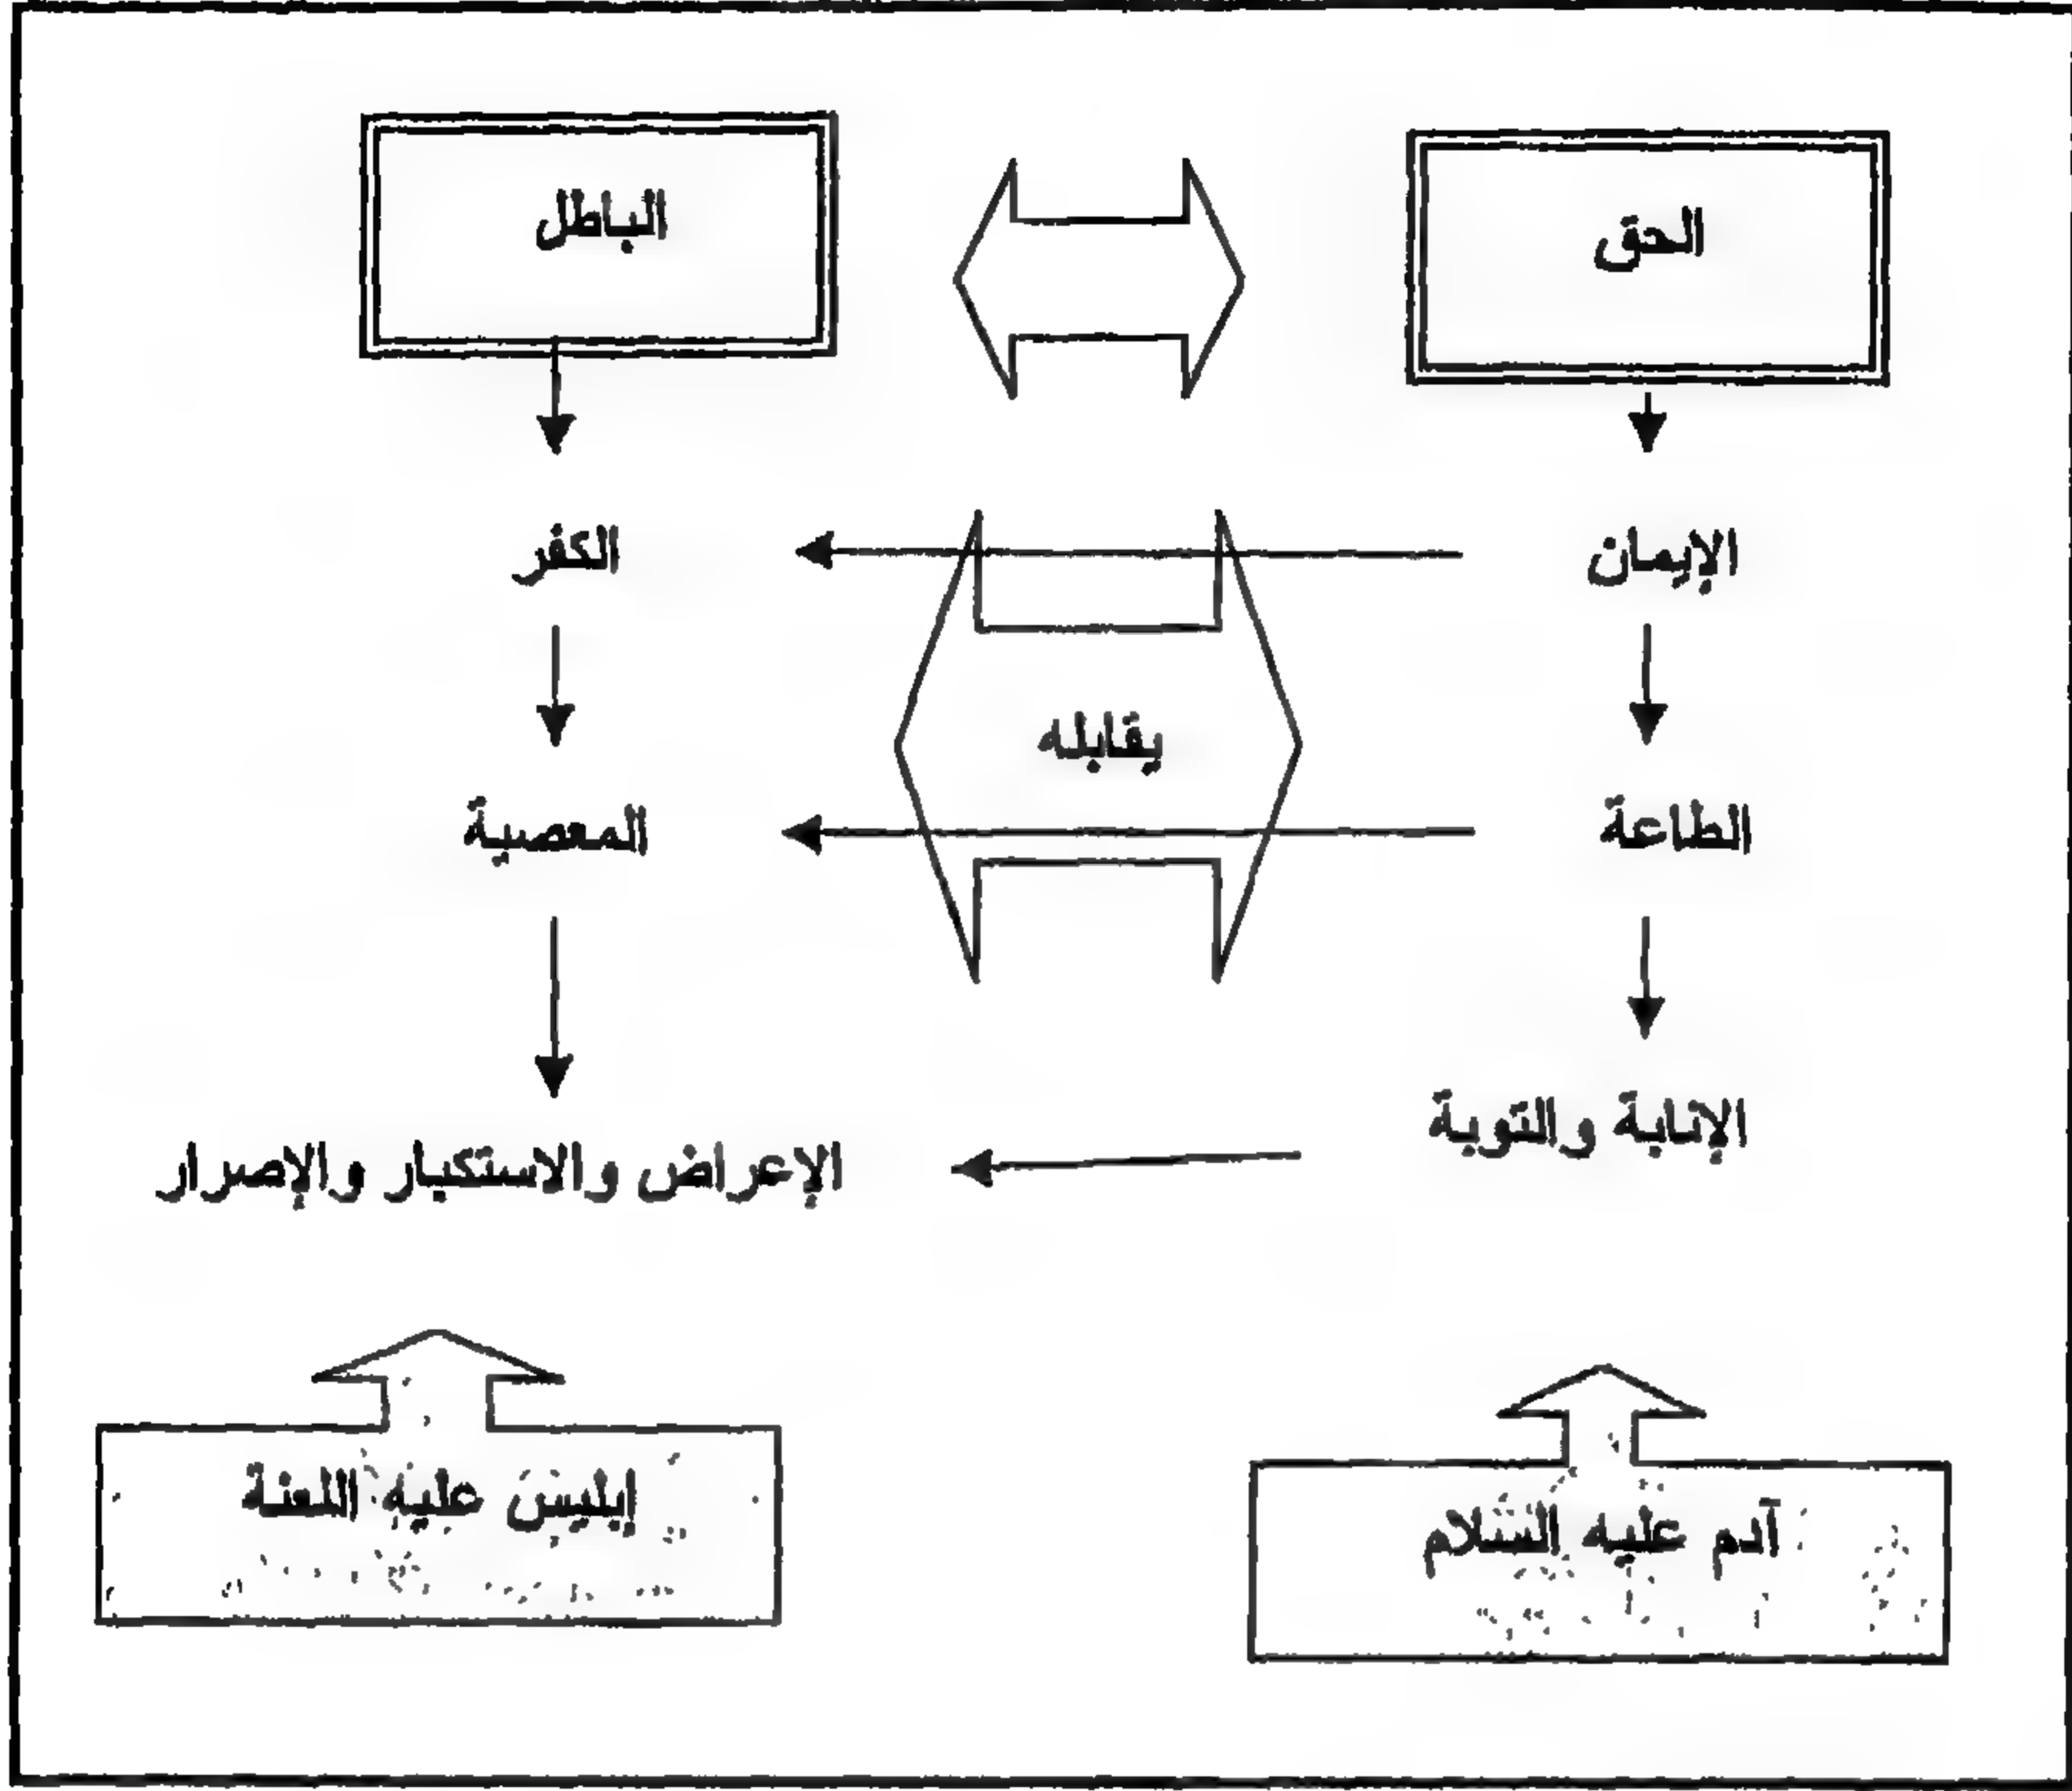 الحق
الباطل
الإيمان
الكفر
يقابله
الطاعة
المعصية
الإنابة والتوبة
الإعراض والاستكبار والإصرار
آدم عليه السلام
إبليس عليه اللعنة